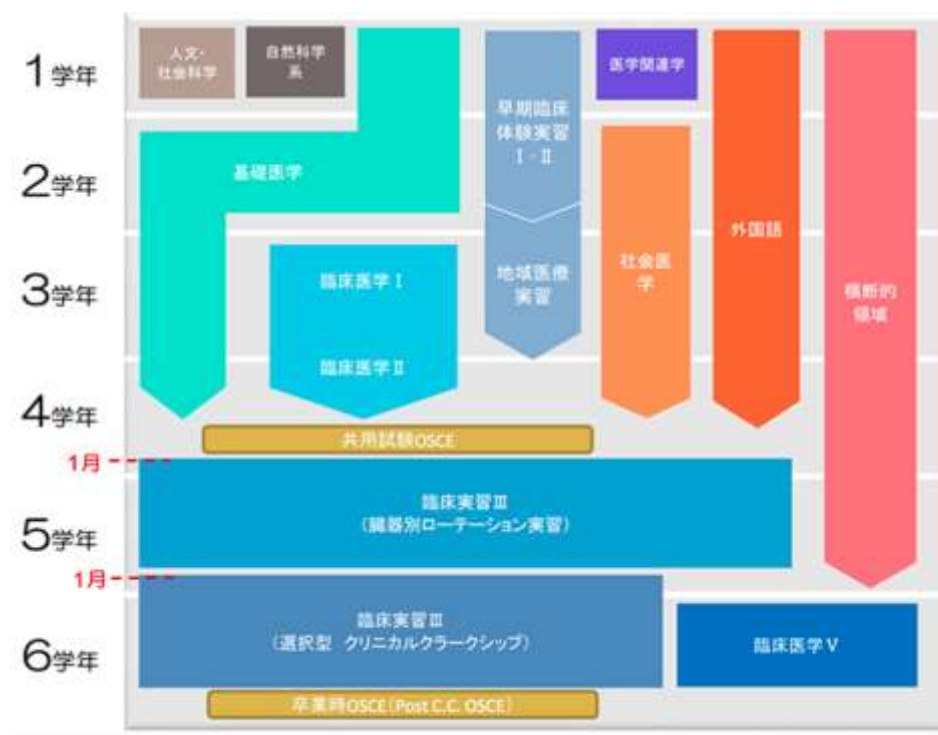 1学年
人文・
社会科学
自然科学
系
医学関連学
早期臨床
体験実習
Ⅰ・Ⅱ
2学年
基礎医学
外国語
3学年
臨床医学Ⅰ
地域医療
実習
社会医
学
横断的
領域
臨床医学Ⅱ
4学年
共用試験OSCE
1月
臨床実習Ⅲ
(臓器別ローテーション実習)
5学年
1月
臨床実習Ⅲ
(選択型 クリニカルクラークシップ)
6学年
臨床医学Ⅴ
卒業時OSCE(Post C.C. OSCE)